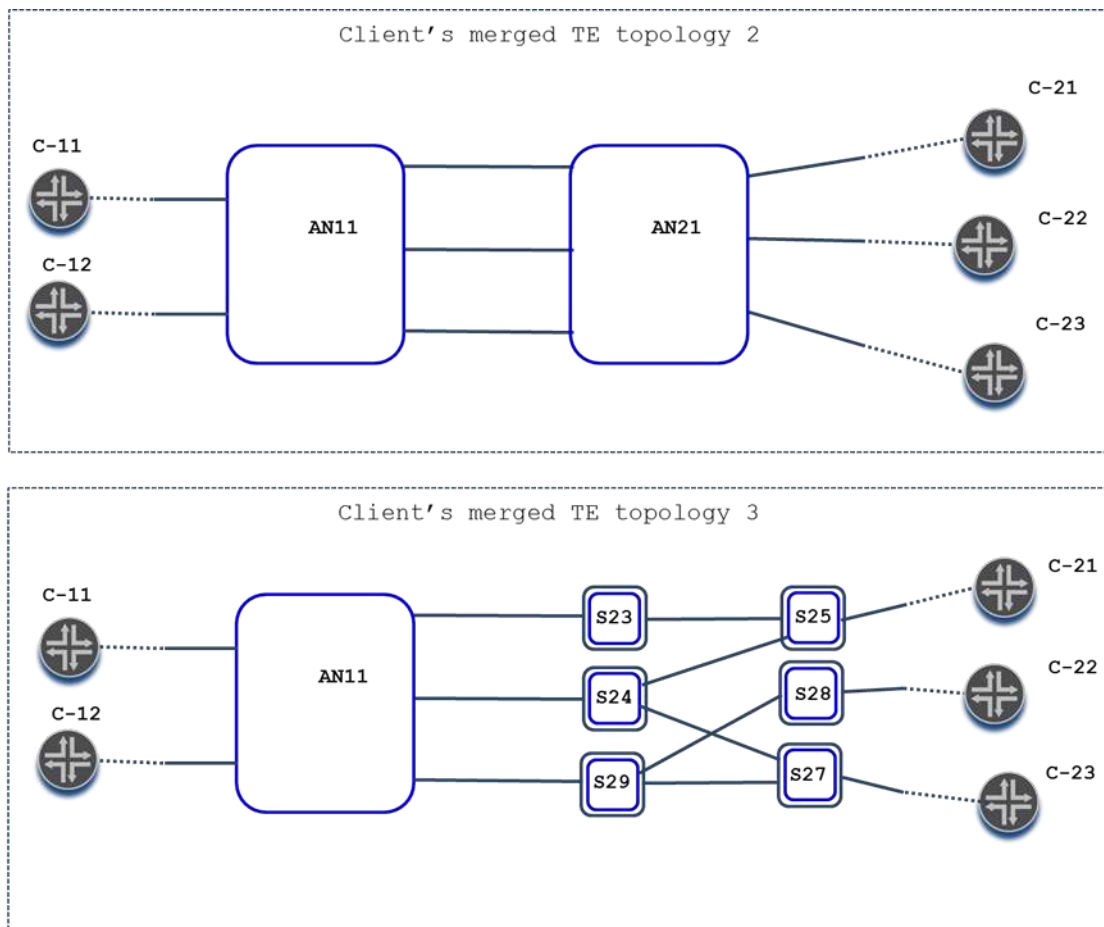 Client's merged TE topology 2
C-21
C-11
C-22
AN11
AN21
C-12
C-23
Client's merged TE topology 3
C-21
C-11
S23
S25
C-22
AN11
S24
S28
C-12
C-23
S29
S27